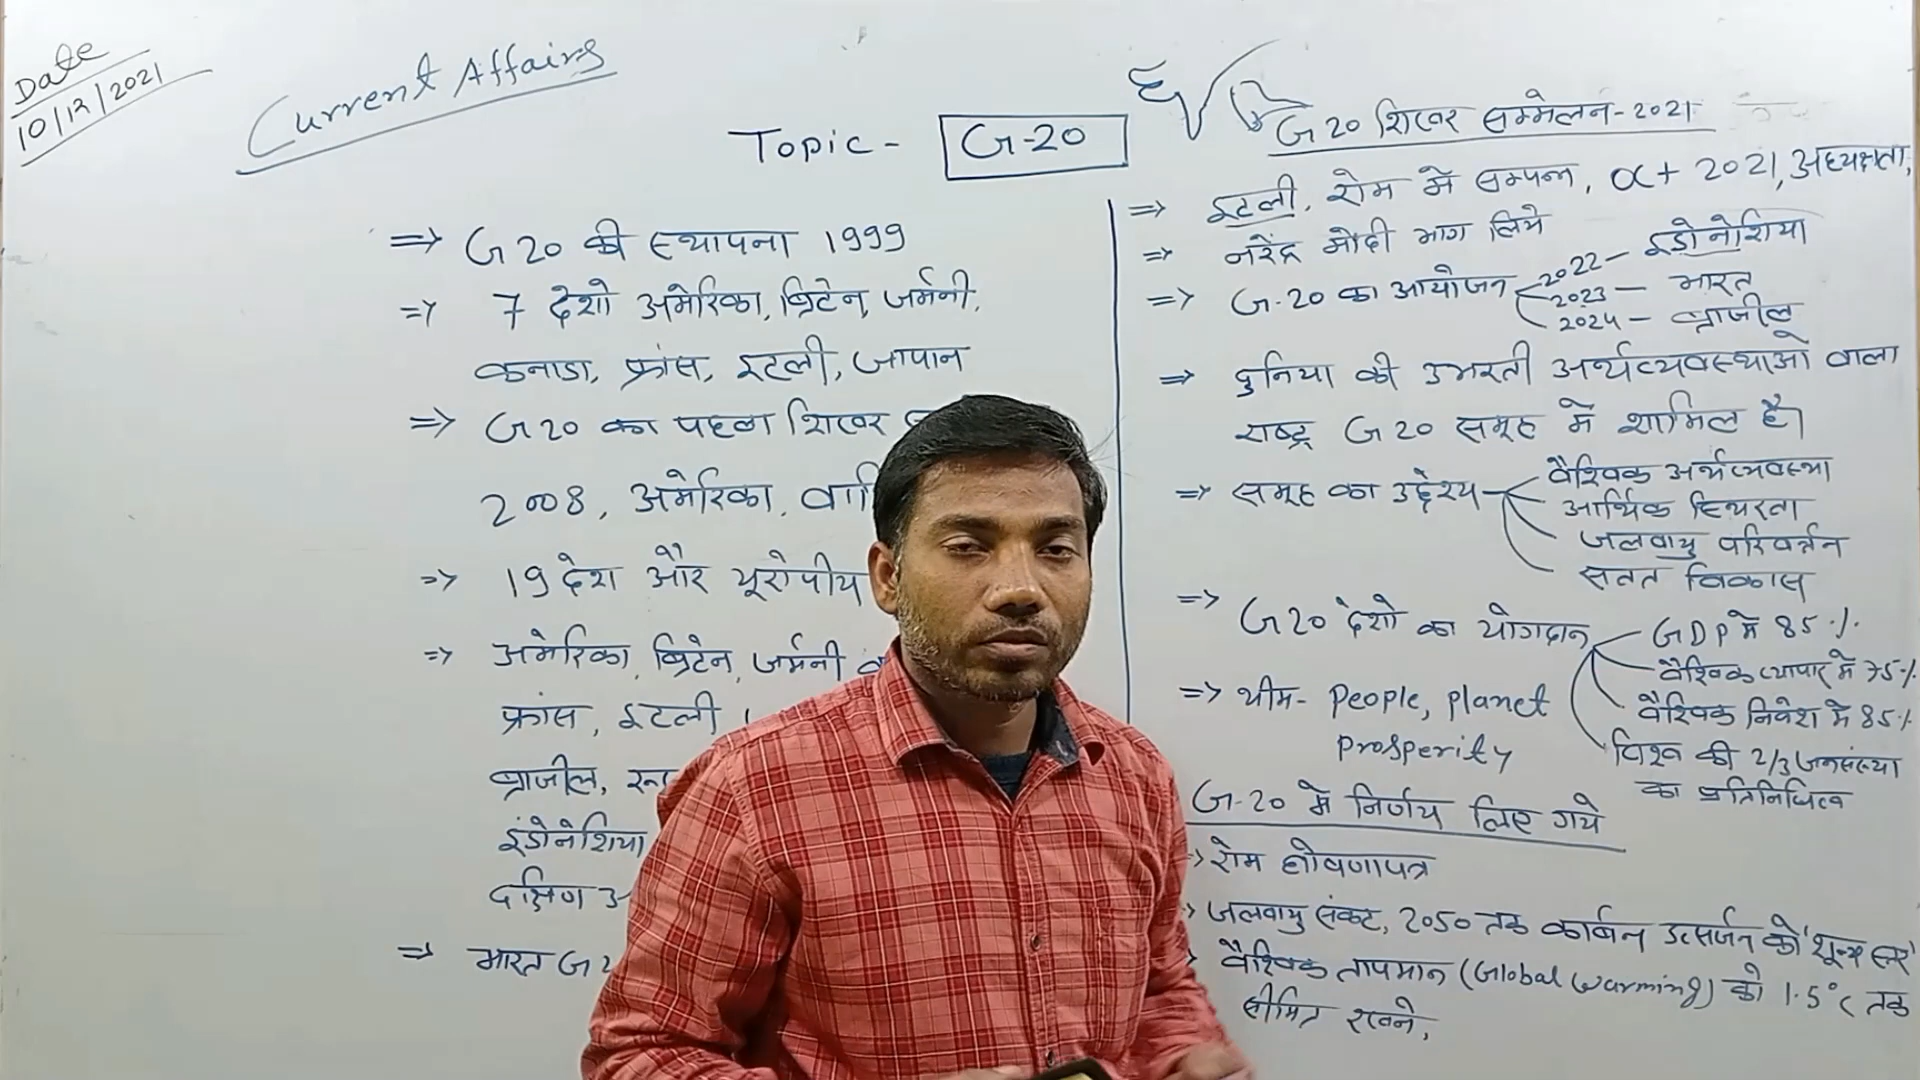 Date
10/12/2021
Current Affairs
Topic - G-20
=> G20 की स्थापना 1999
=> 7 देशो अमेरिका, ब्रिटेन, जर्मनी,
कनाडा, फ्रांस, इटली, जापान
=> G20 का पहला शिखर
2008, अमेरिका,
=> 19 देश और यूरोपीय
=> अमेरिका, ब्रिटेन, जर्मनी
फ्रांस, इटली,
ब्राजील,
इंडोनेशिया
दक्षिण
=> भारत
G20 शिखर सम्मेलन-2021
=> इटली, रोम में सम्पन्न, 2021, अध्यक्षता,
=> नरेंद्र मोदी भाग लिये
=> G-20 का आयोजन 2022 - इंडोनेशिया
2023 - भारत
2024 - ब्राजील
=> दुनिया की उभरती अर्थव्यवस्थाओं वाला
राष्ट्र G20 समूह में शामिल है।
=> समूह का उद्देश्य वैश्विक अर्थव्यवस्था
आर्थिक स्थिरता
जलवायु परिवर्तन
सतत विकास
=> G20 देशो का योगदान GDP में 85%
वैश्विक व्यापार में 75%
वैश्विक निवेश में 85%
विश्व की 2/3 जनसंख्या
का प्रतिनिधित्व
=> थीम- People, planet
prosperity
G-20 में निर्णय लिए गये
रोम घोषणापत्र
जलवायु संकट, 2050 तक कार्बन उत्सर्जन को 'शून्य स्तर'
वैश्विक तापमान (Global Warming) को 1.5°C तक
सीमित रखने,